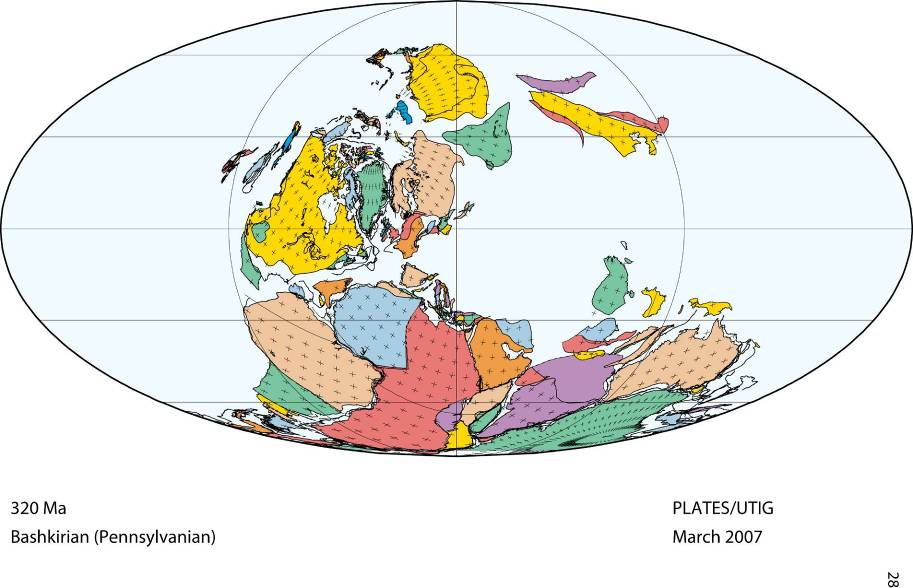 320 Ma
Bashkirian (Pennsylvanian)
PLATES/UTIG
March 2007
28